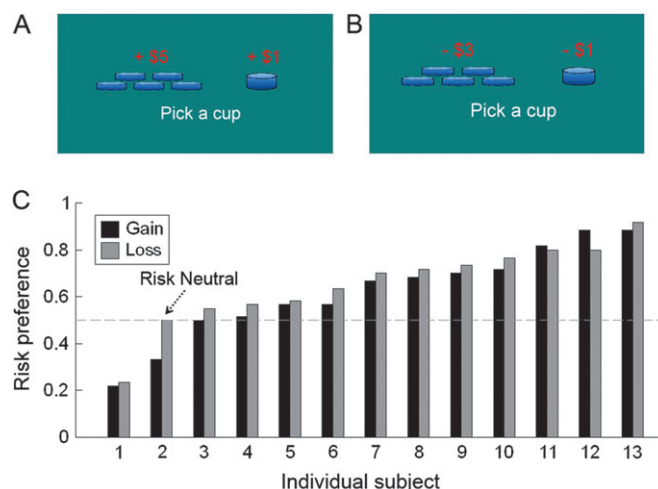 A
+ $5
+ $1
Pick a cup
B
- $3
- $1
Pick a cup
C
Risk preference
1
0.8
0.6
0.4
0.2
0
Gain
Loss
Risk Neutral
1 2 3 4 5 6 7 8 9 10 11 12 13
Individual subject